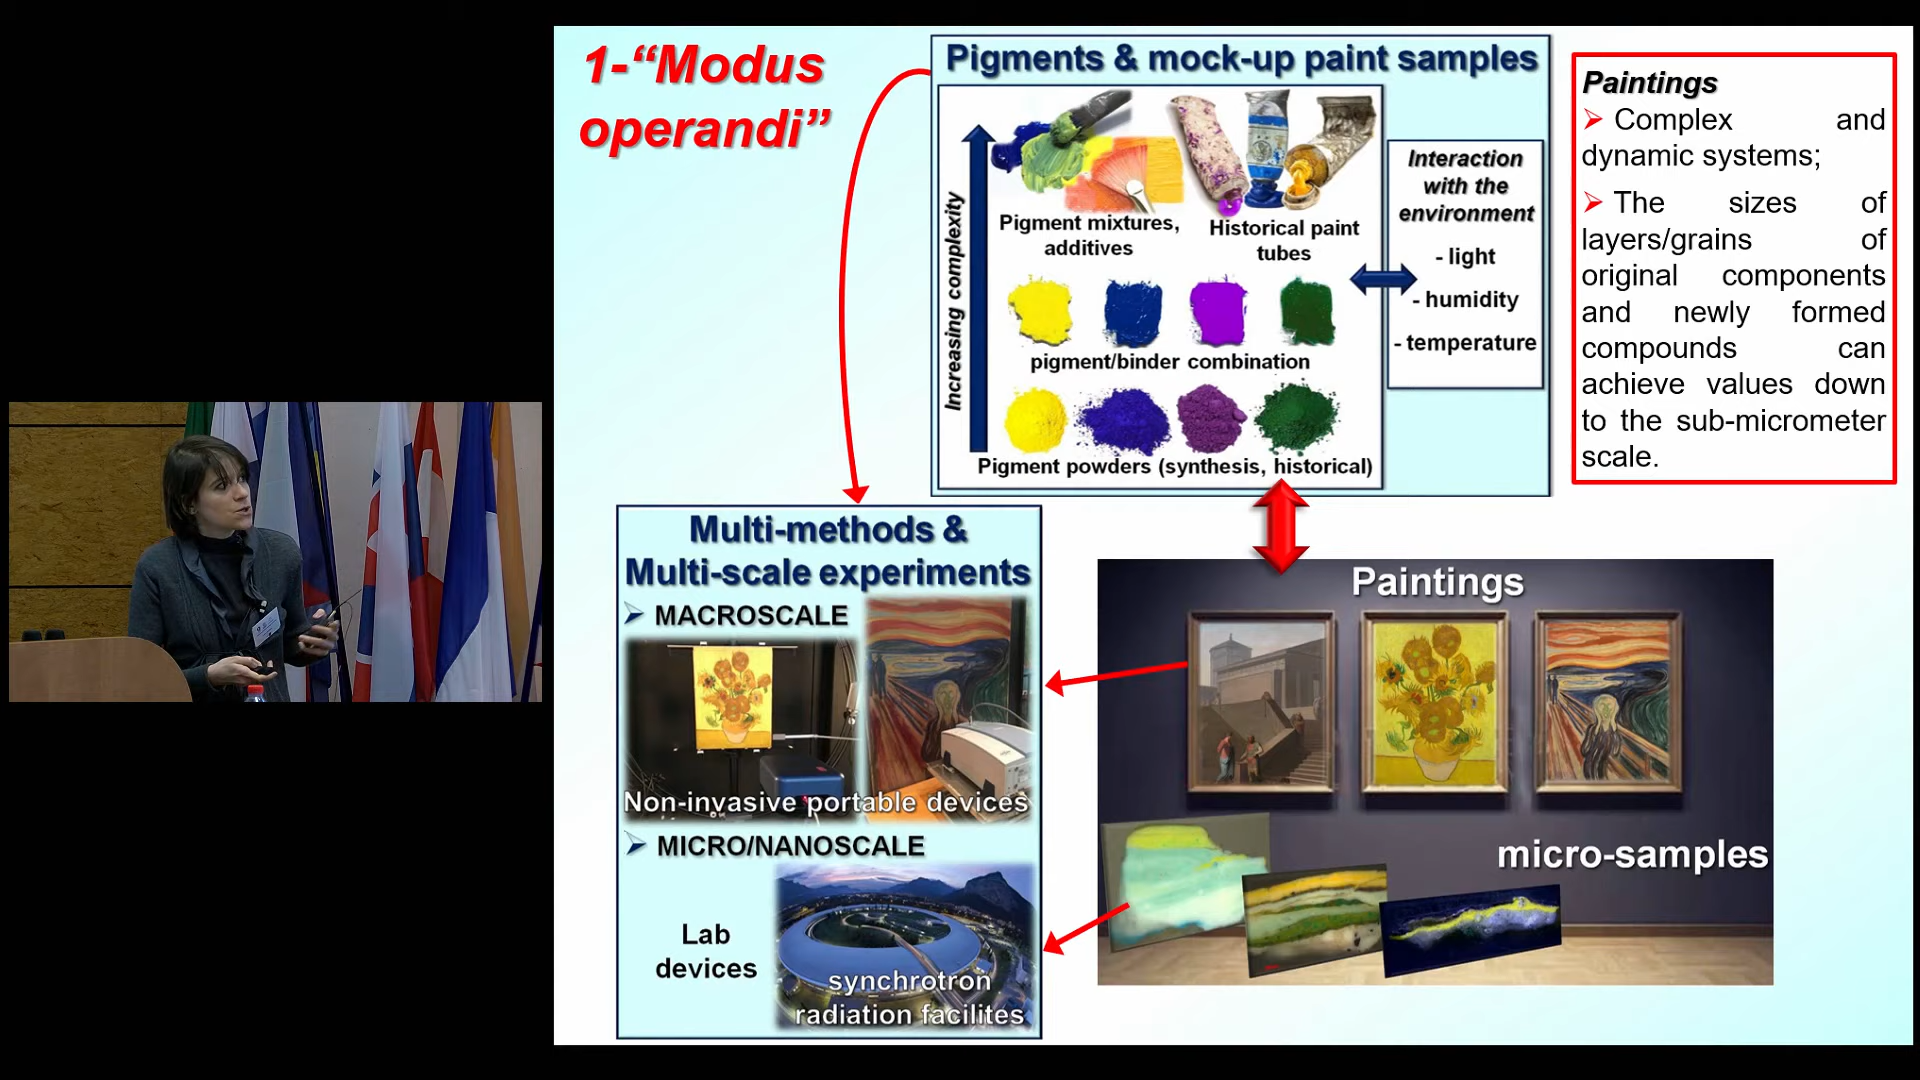 1-“Modus
operandi”
Pigments & mock-up paint samples
Increasing complexity
Pigment mixtures,
additives
Historical paint
tubes
pigment/binder combination
Pigment powders (synthesis, historical)
Interaction
with the
environment
- light
- humidity
- temperature
Paintings
➢ Complex and
dynamic systems;
➢ The sizes of
layers/grains of
original components
and newly formed
compounds can
achieve values down
to the sub-micrometer
scale.
Multi-methods &
Multi-scale experiments
➢ MACROSCALE
Non-invasive portable devices
➢ MICRO/NANOSCALE
Lab
devices
synchrotron
radiation facilites
Paintings
micro-samples